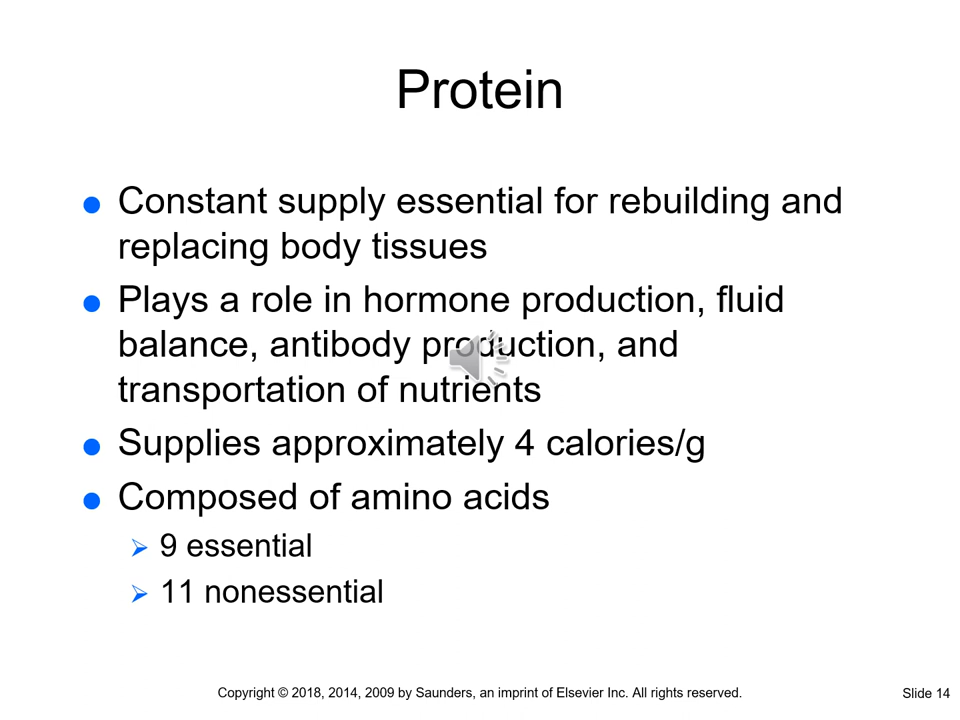 Protein
Constant supply essential for rebuilding and
replacing body tissues
Plays a role in hormone production, fluid
balance, antibody production, and
transportation of nutrients
Supplies approximately 4 calories/g
Composed of amino acids
9 essential
11 nonessential
Copyright © 2018, 2014, 2009 by Saunders, an imprint of Elsevier Inc. All rights reserved.
Slide 14